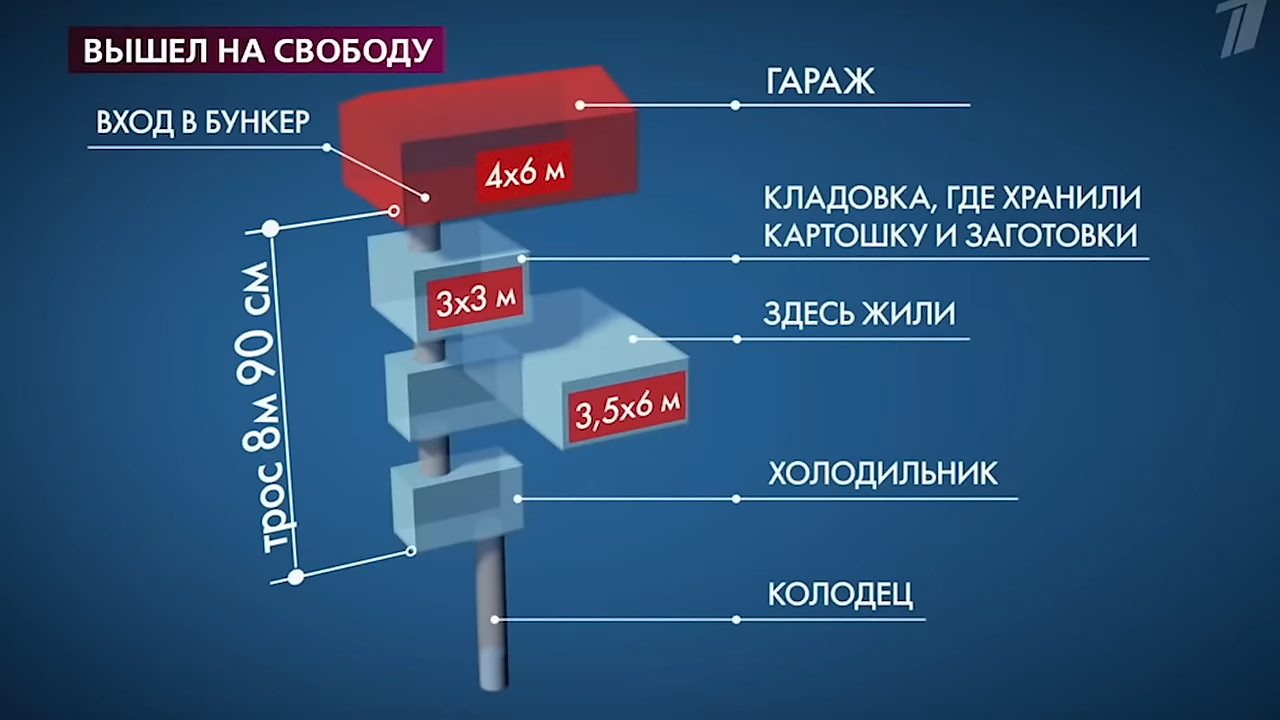 ВЫШЕЛ НА СВОБОДУ
ВХОД В БУНКЕР
ГАРАЖ
4х6 м
КЛАДОВКА, ГДЕ ХРАНИЛИ
КАРТОШКУ И ЗАГОТОВКИ
3х3 м
ЗДЕСЬ ЖИЛИ
3,5х6 м
трос 8м 90 см
ХОЛОДИЛЬНИК
КОЛОДЕЦ